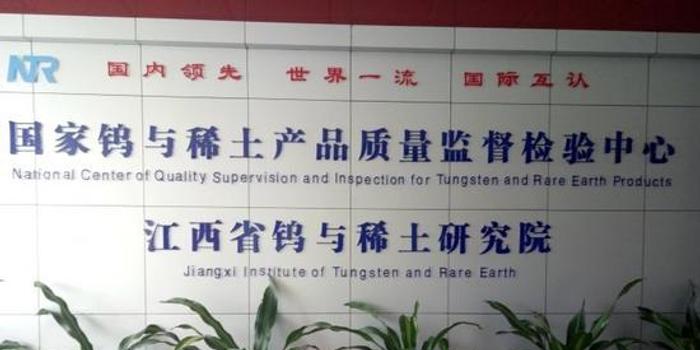 NTR 国内领先 世界一流 国际互认
国家钨与稀土产品质量监督检验中心
National Center of Quality Supervision and Inspection for Tungsten and Rare Earth Products
江西省钨与稀土研究院
Jiangxi Institute of Tungsten and Rare Earth